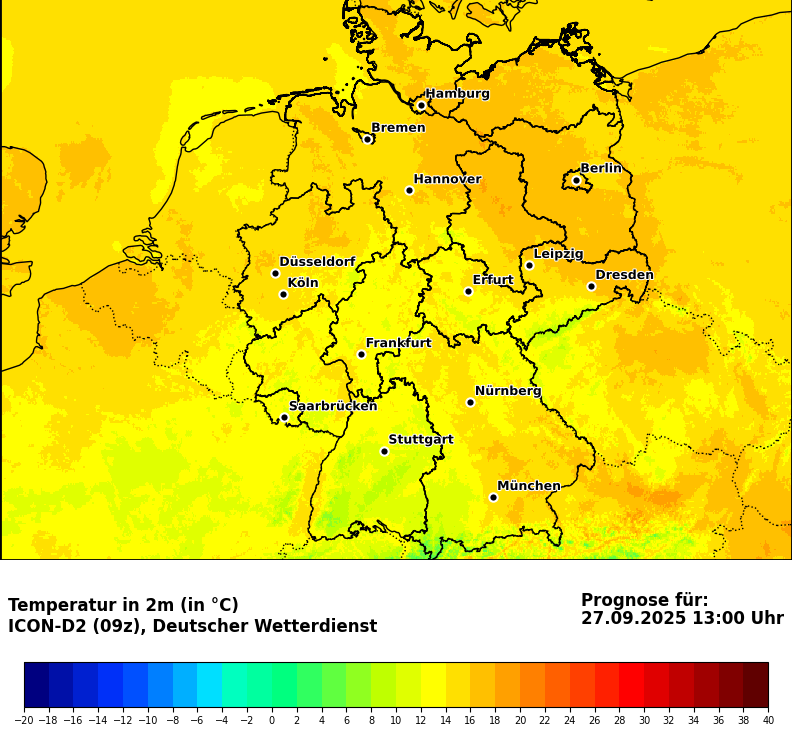 Hamburg
Bremen
Berlin
Hannover
Düsseldorf
Leipzig
Köln
Erfurt
Dresden
Frankfurt
Nürnberg
Saarbrücken
Stuttgart
München
Temperatur in 2m (in °C)
ICON-D2 (09z), Deutscher Wetterdienst
Prognose für:
27.09.2025 13:00 Uhr
−20 −18 −16 −14 −12 −10 −8 −6 −4 −2 0 2 4 6 8 10 12 14 16 18 20 22 24 26 28 30 32 34 36 38 40